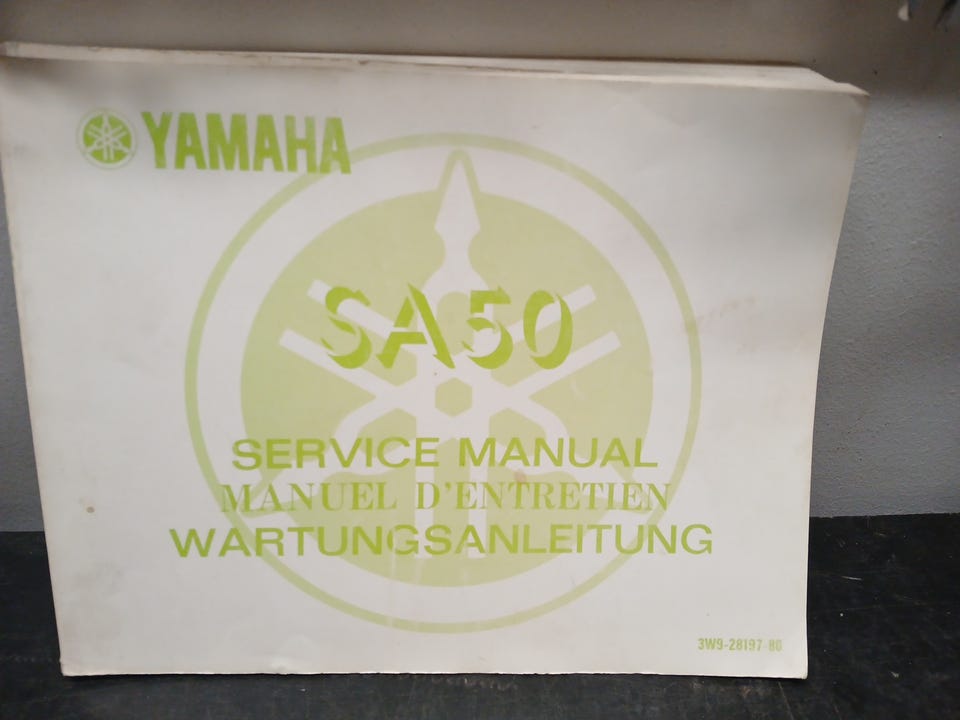 YAMAHA
SA50
SERVICE MANUAL
MANUEL D'ENTRETIEN
WARTUNGSANLEITUNG
3W9-28197-80